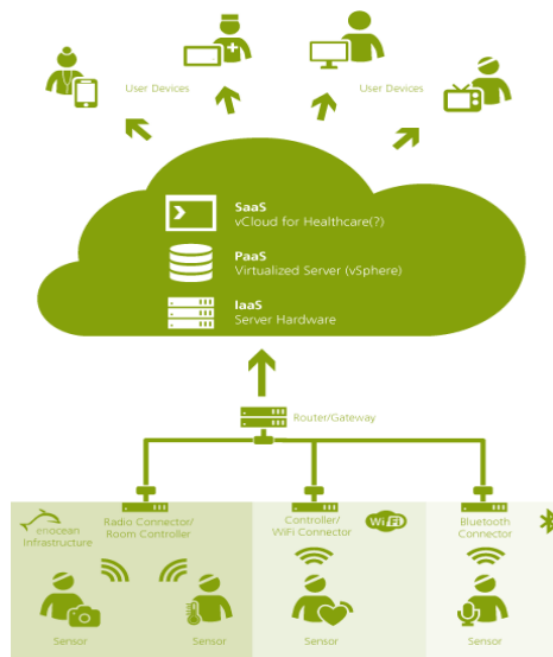 User Devices
User Devices
SaaS
vCloud for Healthcare(?)
PaaS
Virtualized Server (vSphere)
IaaS
Server Hardware
Router/Gateway
enocean
Infrastructure
Radio Connector/
Room Controller
Controller/
WiFi Connector
WiFi
Bluetooth
Connector
Sensor
Sensor
Sensor
Sensor